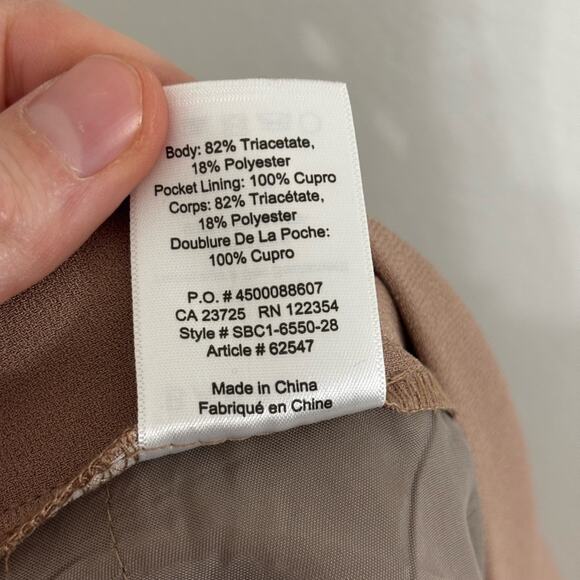 Body: 82% Triacetate,
18% Polyester
Pocket Lining: 100% Cupro
Corps: 82% Triacétate,
18% Polyester
Doublure De La Poche:
100% Cupro
P.O. # 4500088607
CA 23725 RN 122354
Style # SBC1-6550-28
Article # 62547
Made in China
Fabriqué en Chine